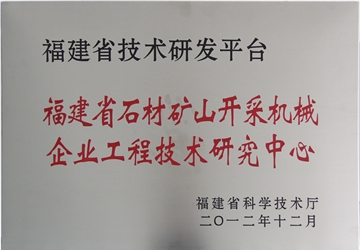 福建省技术研发平台
福建省石材矿山开采机械
企业工程技术研究中心
福建省科学技术厅
二〇一二年十二月